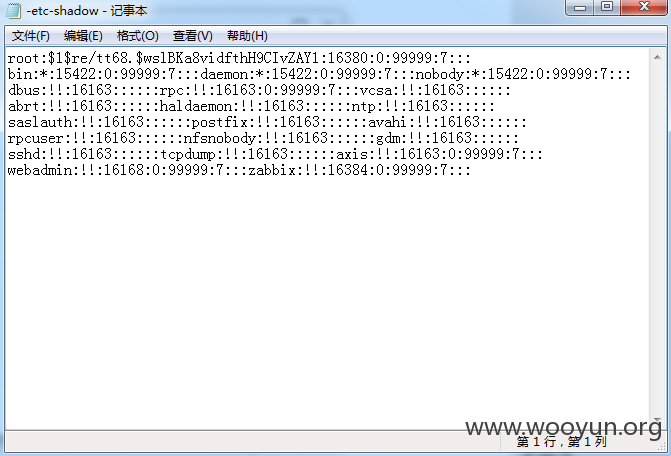 -etc-shadow - 记事本
文件(F) 编辑(E) 格式(O) 查看(V) 帮助(H)
root:$1$re/tt68.$wslBKa8vidfthH9CIvZAY1:16380:0:99999:7:::
bin:*:15422:0:99999:7:::daemon:*:15422:0:99999:7:::nobody:*:15422:0:99999:7:::
dbus:!!:16163::::::rpc:!!:16163:0:99999:7:::vcsa:!!:16163::::::
abrt:!!:16163::::::haldaemon:!!:16163::::::ntp:!!:16163::::::
saslauth:!!:16163::::::postfix:!!:16163::::::avahi:!!:16163::::::
rpcuser:!!:16163::::::nfsnobody:!!:16163::::::gdm:!!:16163::::::
sshd:!!:16163::::::tcpdump:!!:16163::::::axis:!!:16163:0:99999:7:::
webadmin:!!:16168:0:99999:7:::zabbix:!!:16384:0:99999:7:::
www.wooyun.org
第 1 行，第 1 列